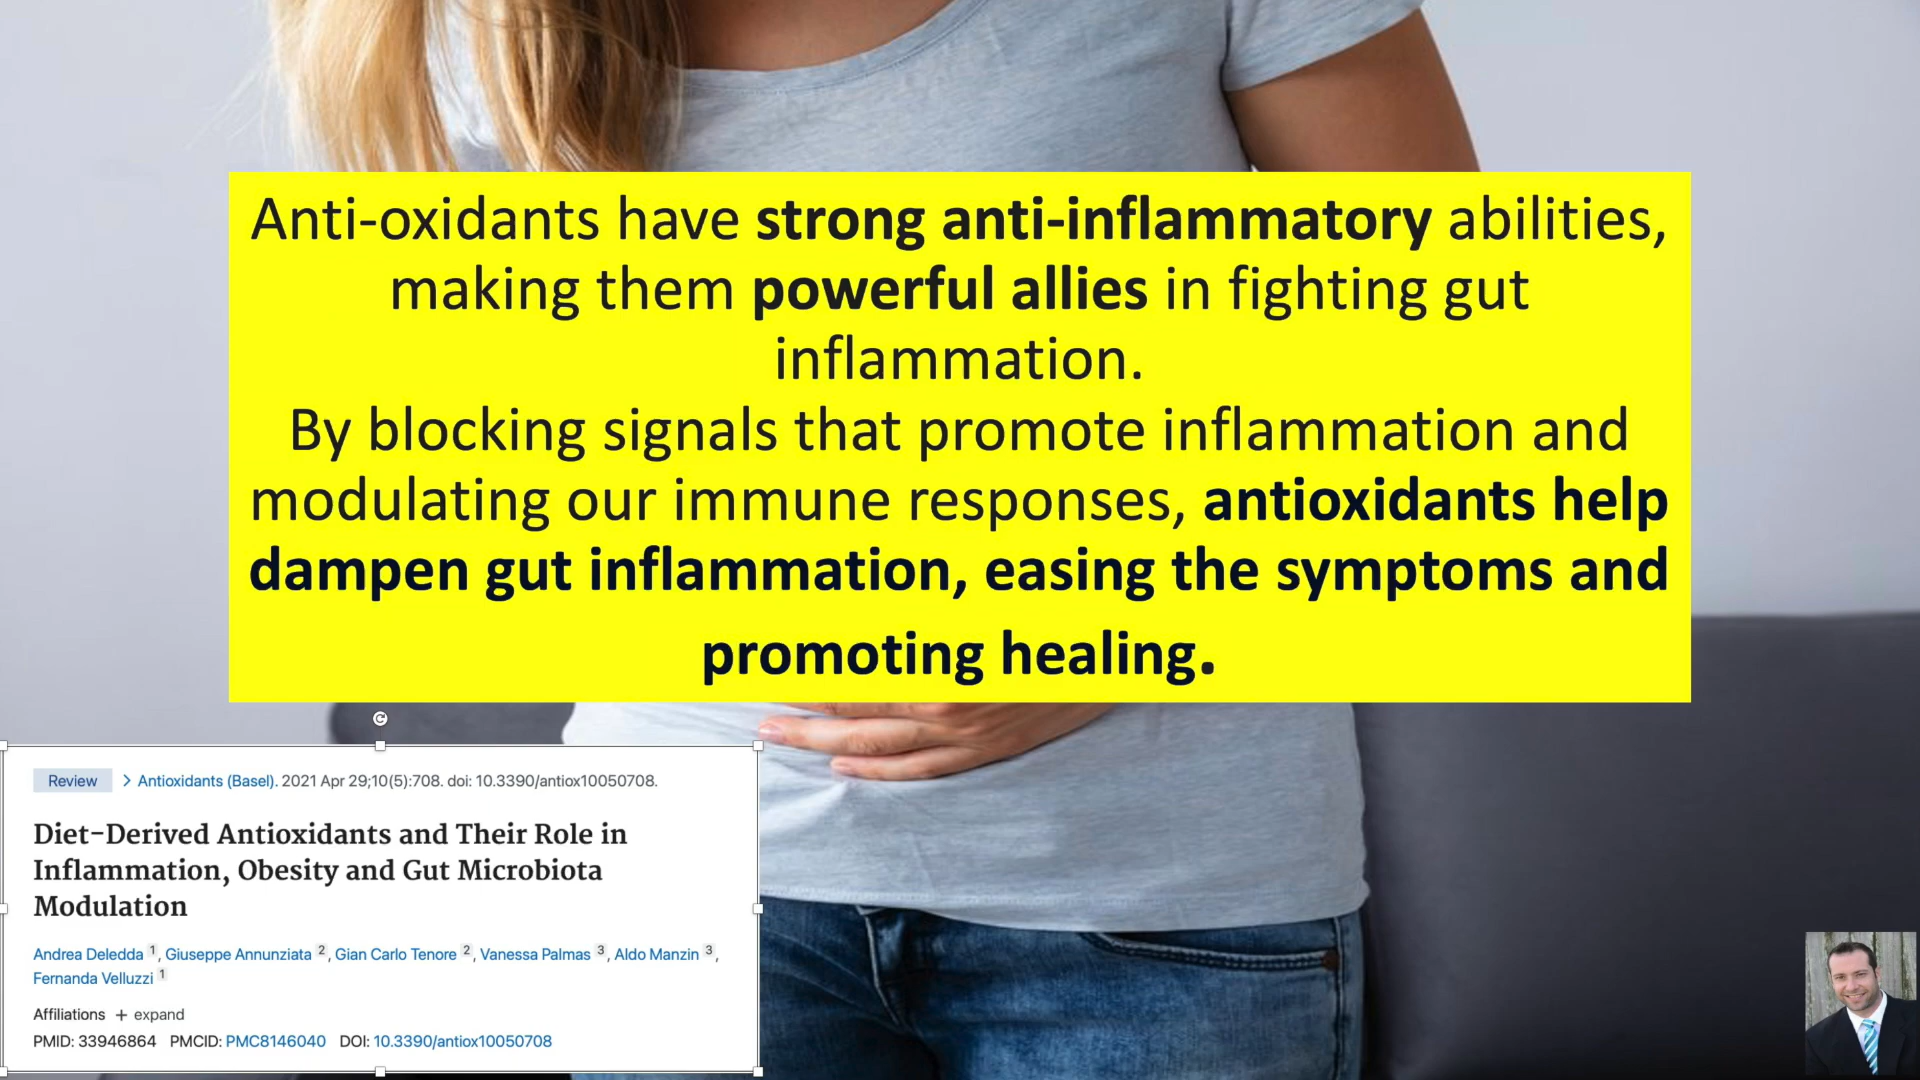 Anti-oxidants have strong anti-inflammatory abilities,
making them powerful allies in fighting gut
inflammation.
By blocking signals that promote inflammation and
modulating our immune responses, antioxidants help
dampen gut inflammation, easing the symptoms and
promoting healing.
Review > Antioxidants (Basel). 2021 Apr 29;10(5):708. doi: 10.3390/antiox10050708.
Diet-Derived Antioxidants and Their Role in
Inflammation, Obesity and Gut Microbiota
Modulation
Andrea Deledda 1, Giuseppe Annunziata 2, Gian Carlo Tenore 2, Vanessa Palmas 3, Aldo Manzin 3,
Fernanda Velluzzi 1
Affiliations + expand
PMID: 33946864 PMCID: PMC8146040 DOI: 10.3390/antiox10050708